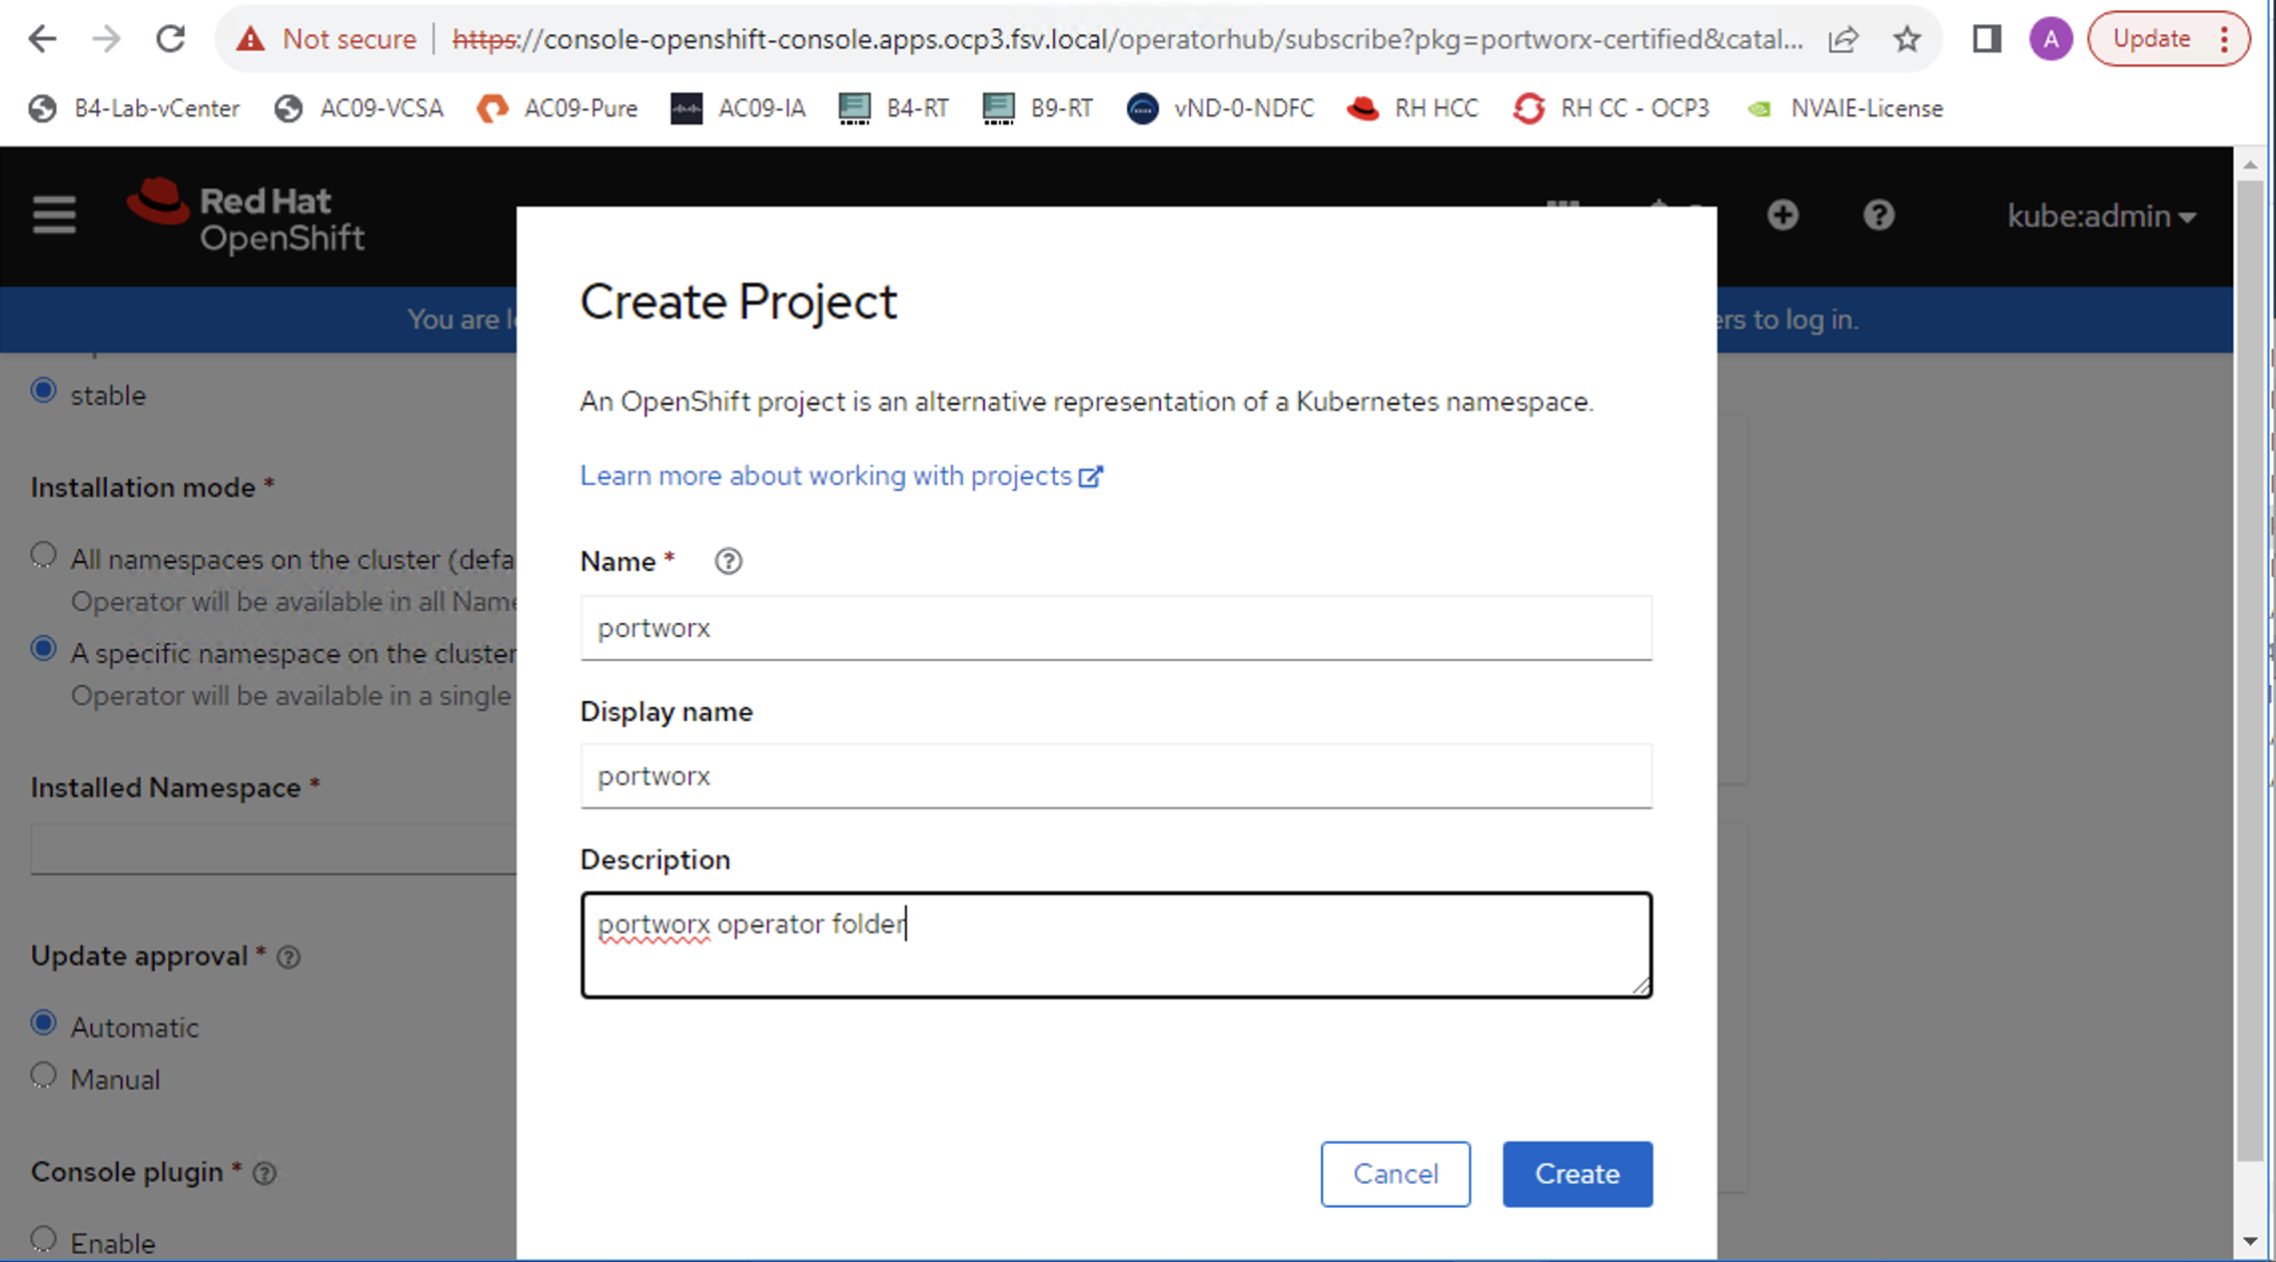 Not secure | https://console-openshift-console.apps.ocp3.fsv.local/operatorhub/subscribe?pkg=portworx-certified&catal... A Update
B4-Lab-vCenter AC09-VCSA AC09-Pure AC09-IA B4-RT B9-RT vND-0-NDFC RH HCC RH CC - OCP3 NVAIE-License
Red Hat
OpenShift
kube:admin
You are l
ers to log in.
stable
Installation mode *
All namespaces on the cluster (defa
Operator will be available in all Name
A specific namespace on the cluster
Operator will be available in a single
Installed Namespace *
Update approval *
Automatic
Manual
Console plugin *
Enable
Create Project
An OpenShift project is an alternative representation of a Kubernetes namespace.
Learn more about working with projects
Name *
portworx
Display name
portworx
Description
portworx operator folder
Cancel Create